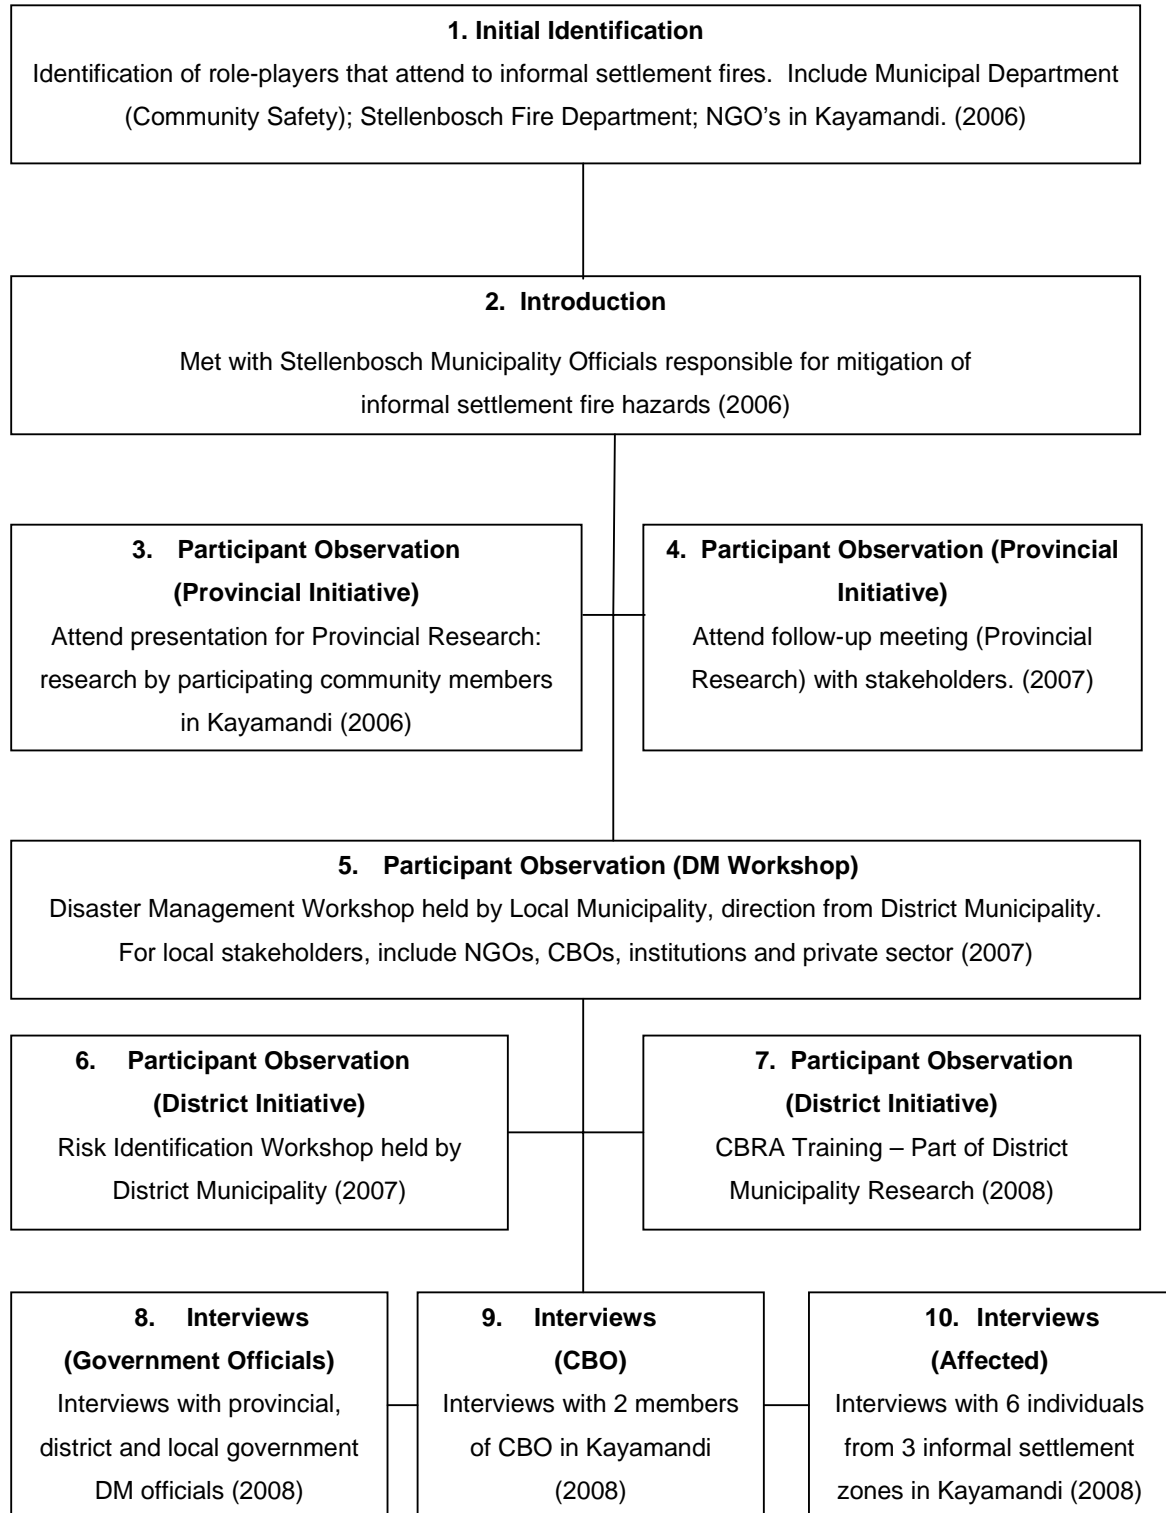 1. Initial Identification
Identification of role-players that attend to informal settlement fires. Include Municipal Department
(Community Safety); Stellenbosch Fire Department; NGO's in Kayamandi. (2006)
2. Introduction
Met with Stellenbosch Municipality Officials responsible for mitigation of
informal settlement fire hazards (2006)
3. Participant Observation
(Provincial Initiative)
Attend presentation for Provincial Research:
research by participating community members
in Kayamandi (2006)
4. Participant Observation (Provincial
Initiative)
Attend follow-up meeting (Provincial
Research) with stakeholders. (2007)
5. Participant Observation (DM Workshop)
Disaster Management Workshop held by Local Municipality, direction from District Municipality.
For local stakeholders, include NGOs, CBOs, institutions and private sector (2007)
6. Participant Observation
(District Initiative)
Risk Identification Workshop held by
District Municipality (2007)
7. Participant Observation
(District Initiative)
CBRA Training – Part of District
Municipality Research (2008)
8. Interviews
(Government Officials)
Interviews with provincial,
district and local government
DM officials (2008)
9. Interviews
(CBO)
Interviews with 2 members
of CBO in Kayamandi
(2008)
10. Interviews
(Affected)
Interviews with 6 individuals
from 3 informal settlement
zones in Kayamandi (2008)